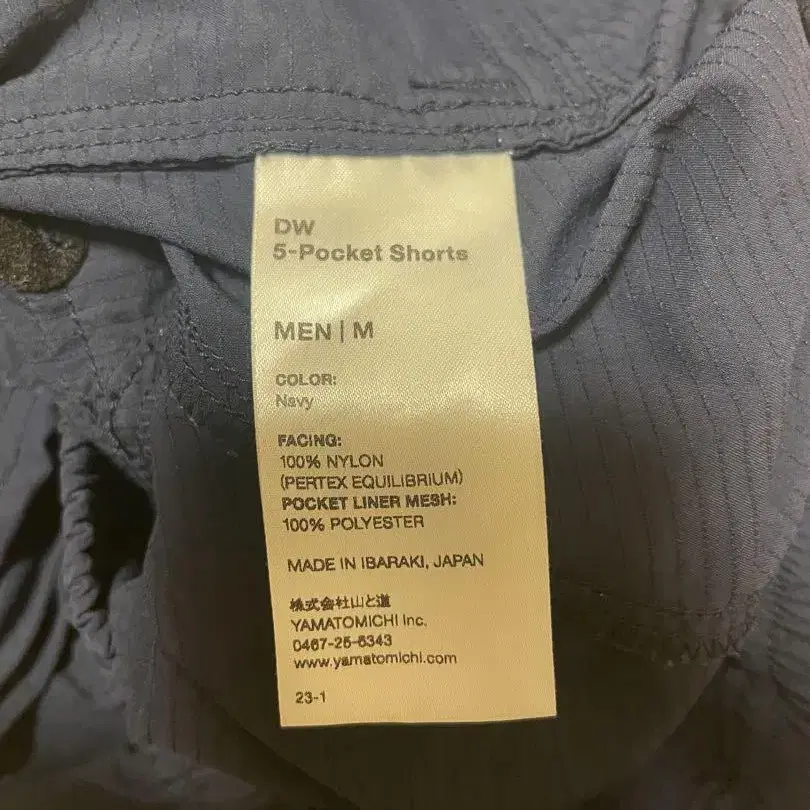 DW
5-Pocket Shorts
MEN | M
COLOR:
Navy
FACING:
100% NYLON
(PERTEX EQUILIBRIUM)
POCKET LINER MESH:
100% POLYESTER
MADE IN IBARAKI, JAPAN
株式会社山と道
YAMATOMICHI Inc.
0467-25-6343
www.yamatomichi.com
23-1